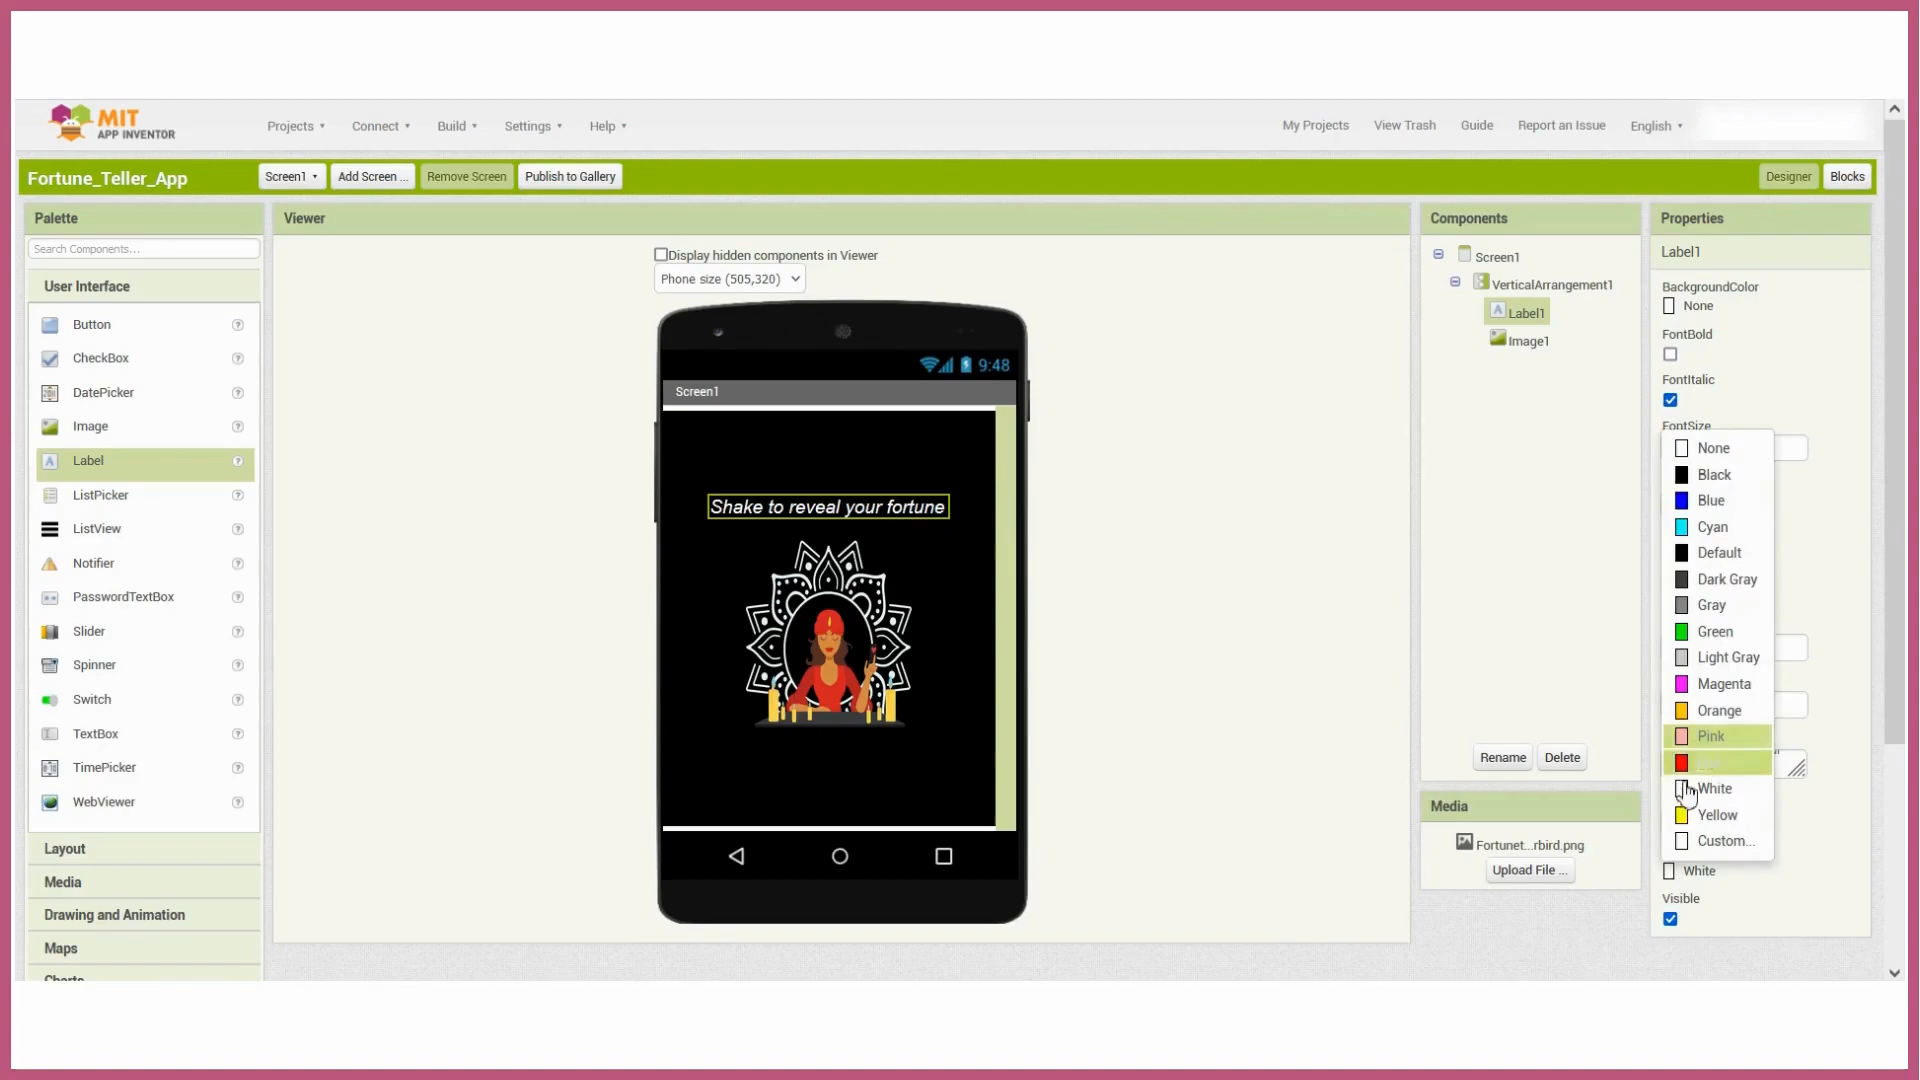 MIT
APP INVENTOR
Projects
Connect
Build
Settings
Help
My Projects
View Trash
Guide
Report an Issue
English
Fortune_Teller_App
Screen1
Add Screen ...
Remove Screen
Publish to Gallery
Designer
Blocks
Palette
Search Components...
User Interface
Button
CheckBox
DatePicker
Image
Label
ListPicker
ListView
Notifier
PasswordTextBox
Slider
Spinner
Switch
TextBox
TimePicker
WebViewer
Layout
Media
Drawing and Animation
Maps
Charts
Viewer
Display hidden components in Viewer
Phone size (505,320)
9:48
Screen1
Shake to reveal your fortune
Components
Screen1
VerticalArrangement1
Label1
Image1
Rename
Delete
Media
Fortunet...rbird.png
Upload File ...
Properties
Label1
BackgroundColor
None
FontBold
FontItalic
FontSize
None
Black
Blue
Cyan
Default
Dark Gray
Gray
Green
Light Gray
Magenta
Orange
Pink
White
Yellow
Custom...
White
Visible